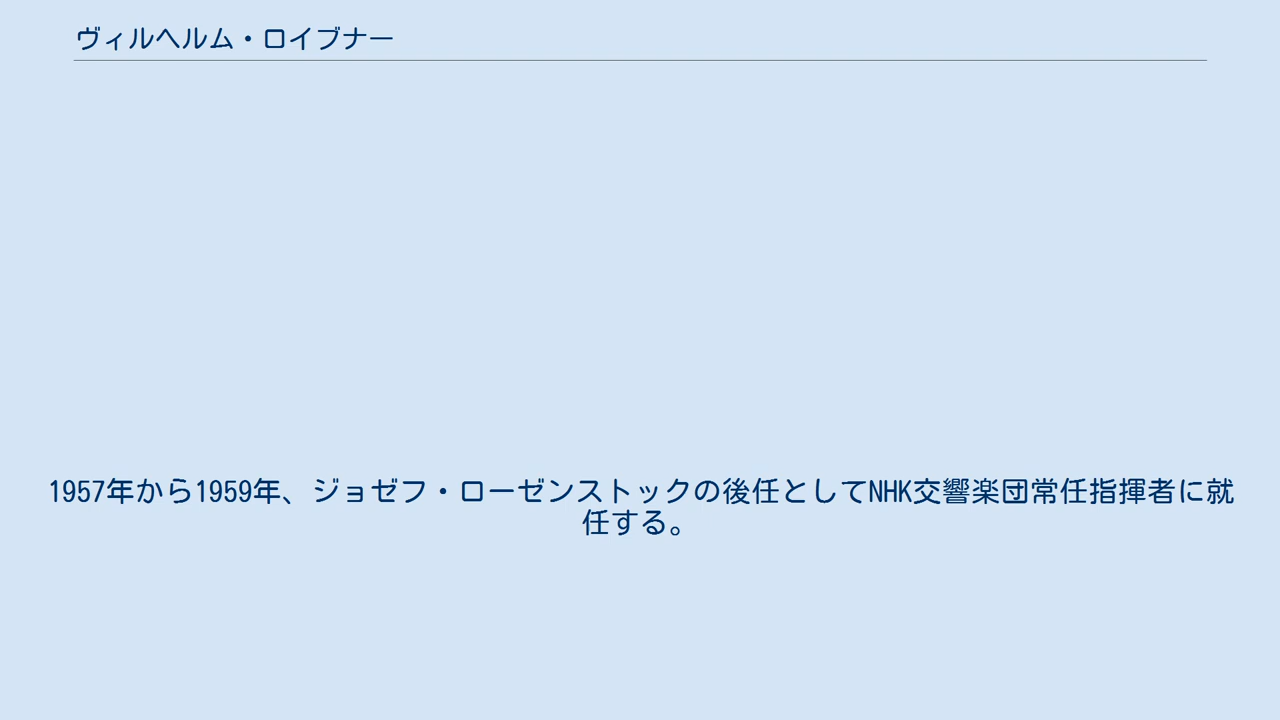 ヴィルヘルム・ロイブナー
1957年から1959年、ジョゼフ・ローゼンストックの後任としてNHK交響楽団常任指揮者に就
任する。